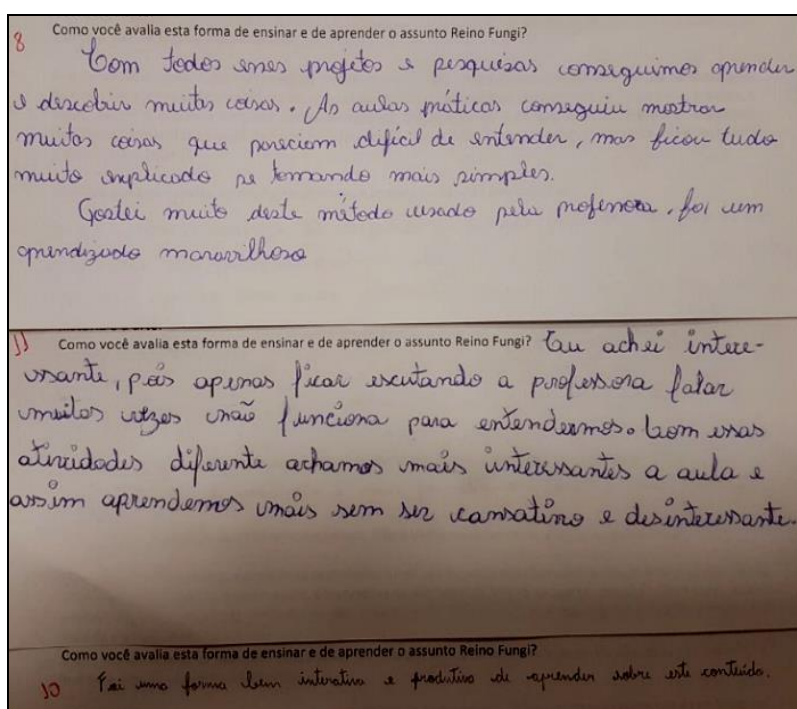 8 Como você avalia esta forma de ensinar e de aprender o assunto Reino Fungi?
Com todos esses projetos e pesquisas conseguimos aprender
e descobrir muitas coisas. As aulas práticas conseguiu mostrar
muitas coisas que pareciam difícil de entender, mas ficou tudo
muito explicado se tornando mais simples.
Gostei muito deste método usado pela professora, foi um
aprendizado maravilhoso
11 Como você avalia esta forma de ensinar e de aprender o assunto Reino Fungi? Eu achei intere-
ssante, pois apenas ficar escutando a professora falar
muitas vezes não funciona para entendermos. Com essas
atividades diferente achamos mais interessantes a aula e
assim aprendemos mais sem ser cansativo e desinteressante.
Como você avalia esta forma de ensinar e de aprender o assunto Reino Fungi?
10 Foi uma forma bem interativa e produtiva de aprender sobre este conteúdo.